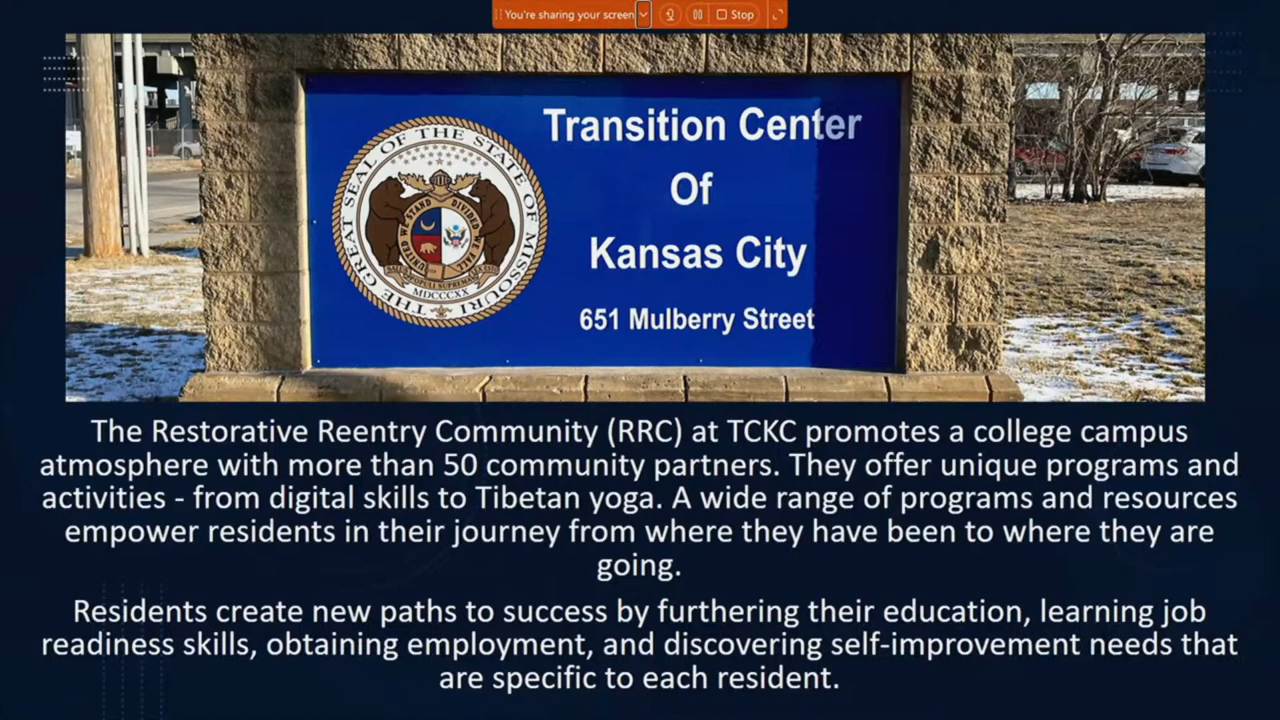 You're sharing your screen
Stop
Transition Center
Of
Kansas City
651 Mulberry Street
THE GREAT SEAL OF THE STATE OF MISSOURI
UNITED WE STAND DIVIDED WE FALL
MDCCCXX
The Restorative Reentry Community (RRC) at TCKC promotes a college campus
atmosphere with more than 50 community partners. They offer unique programs and
activities - from digital skills to Tibetan yoga. A wide range of programs and resources
empower residents in their journey from where they have been to where they are
going.
Residents create new paths to success by furthering their education, learning job
readiness skills, obtaining employment, and discovering self-improvement needs that
are specific to each resident.